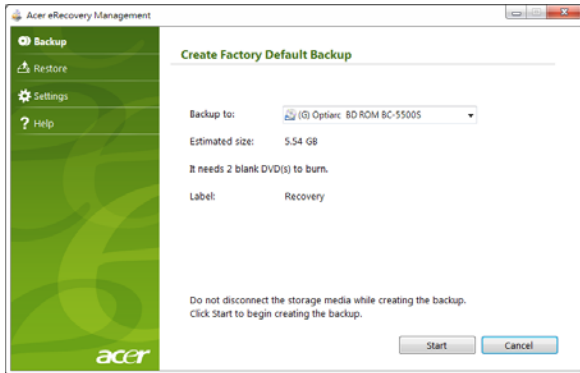 Acer eRecovery Management
Backup
Restore
Settings
? Help
Create Factory Default Backup
Backup to: (G) Optiarc BD ROM BC-5500S
Estimated size: 5.54 GB
It needs 2 blank DVD(s) to burn.
Label: Recovery
Do not disconnect the storage media while creating the backup.
Click Start to begin creating the backup.
Start Cancel
acer